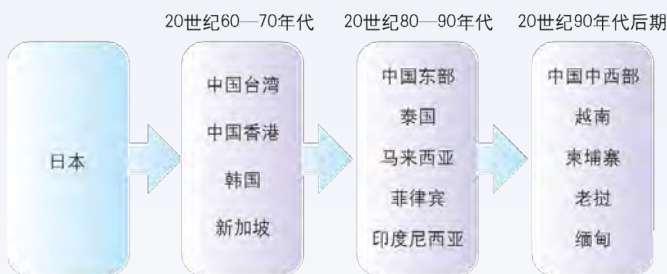 20世纪60—70年代
20世纪80—90年代
20世纪90年代后期
日本
中国台湾
中国香港
韩国
新加坡
中国东部
泰国
马来西亚
菲律宾
印度尼西亚
中国中西部
越南
柬埔寨
老挝
缅甸